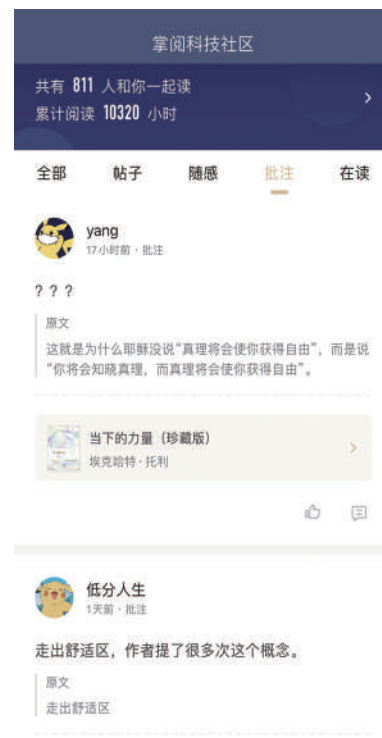 掌阅科技社区
共有 811 人和你一起读
累计阅读 10320 小时
全部 帖子 随感 批注 在读
yang
17小时前 · 批注
? ? ?
原文
这就是为什么耶稣没说“真理将会使你获得自由”，而是说
“你将会知晓真理，而真理将会使你获得自由”。
当下的力量（珍藏版）
埃克哈特 · 托利
低分人生
1天前 · 批注
走出舒适区，作者提了很多次这个概念。
原文
走出舒适区